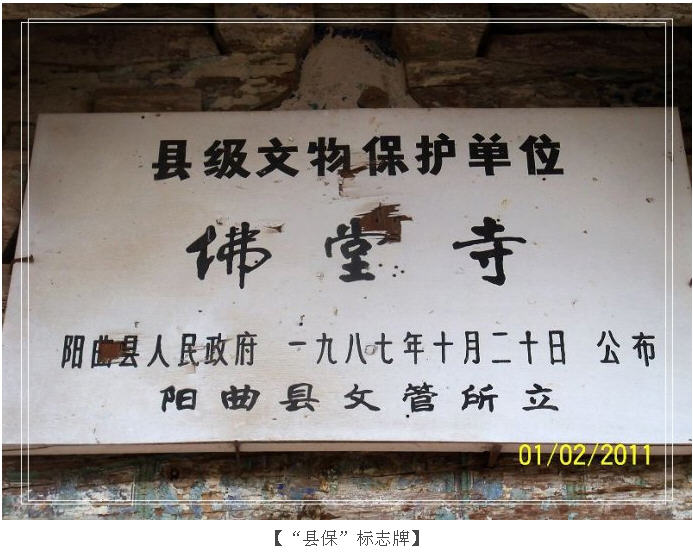 县级文物保护单位
佛堂寺
阳曲县人民政府 一九八七年十月二十日 公布
阳曲县文管所立
01/02/2011
【“县保”标志牌】